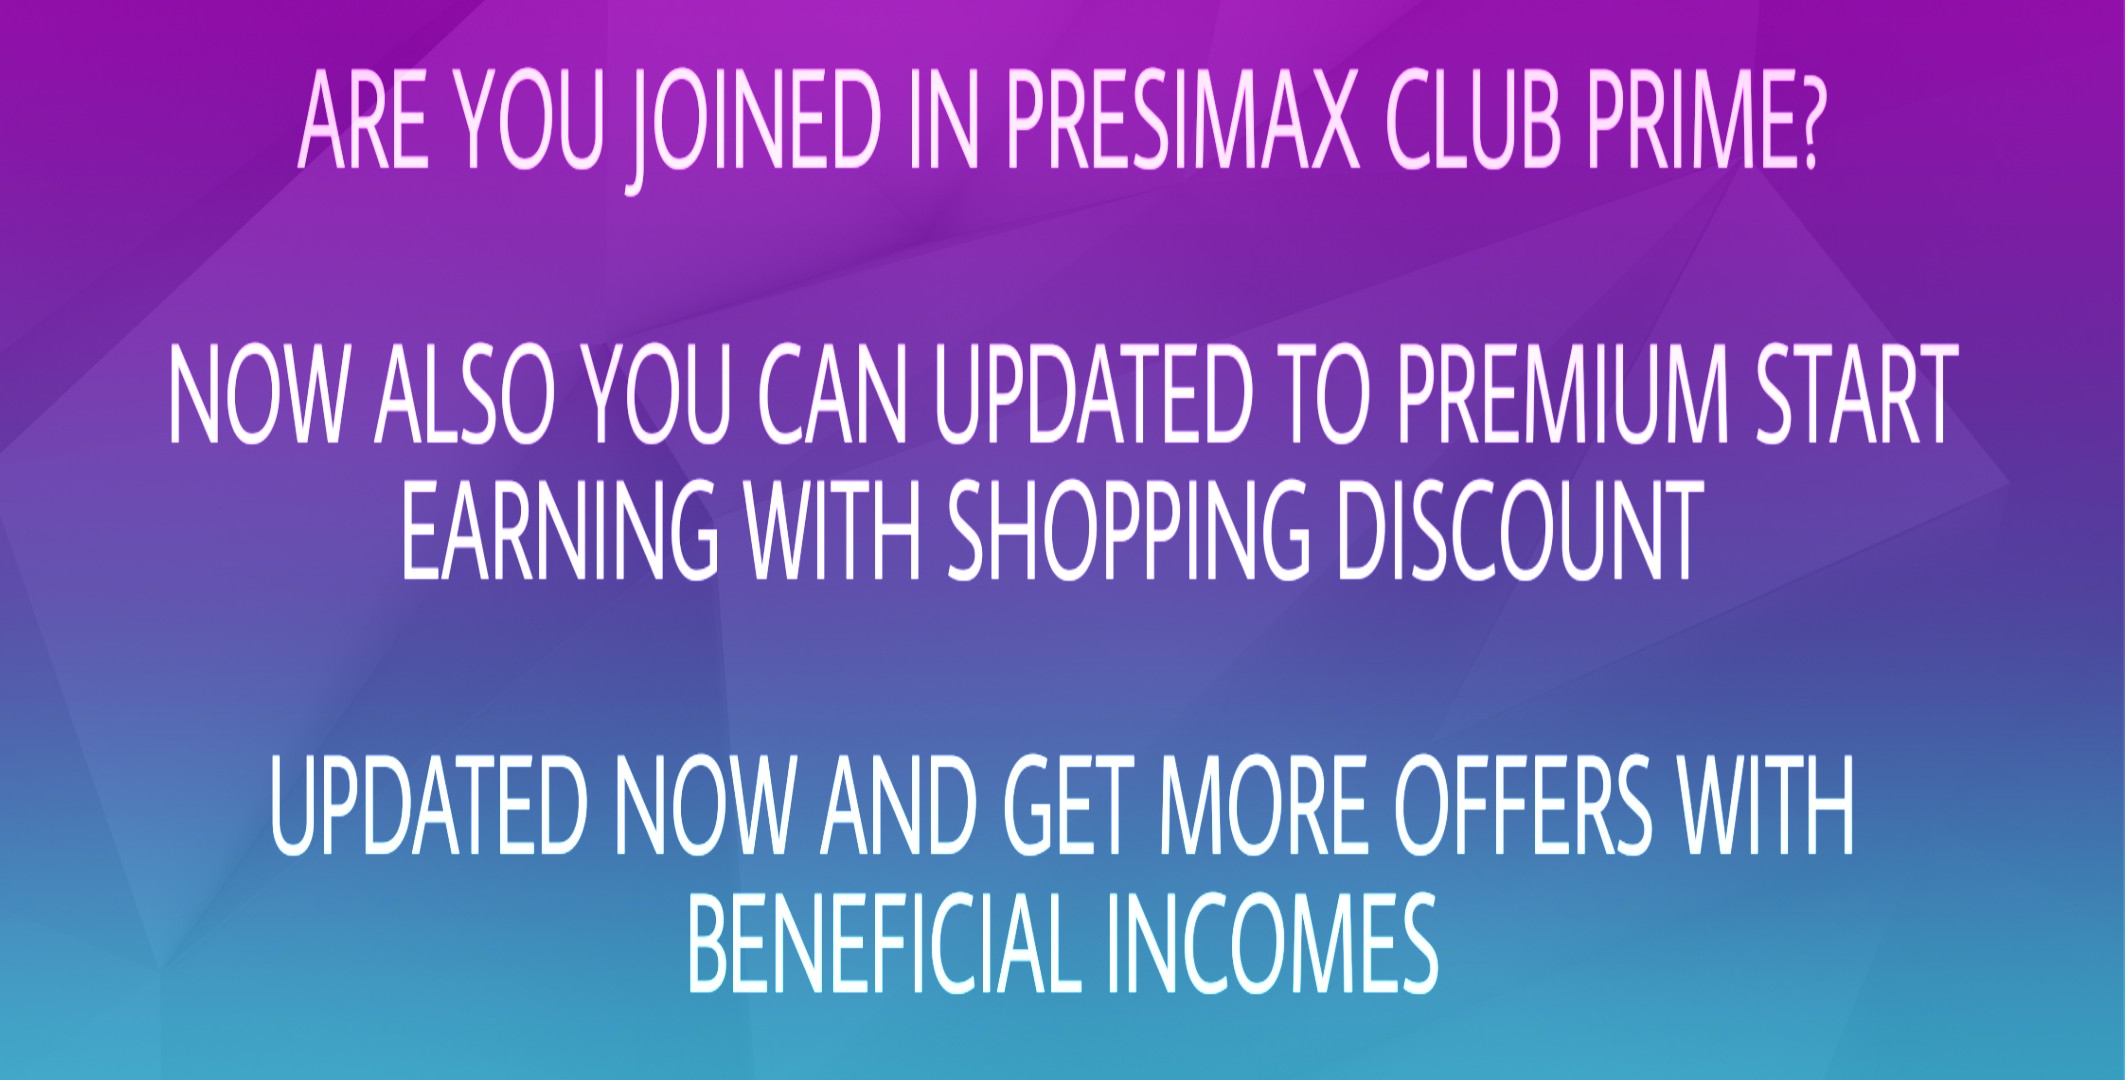 ARE YOU JOINED IN PRESIMAX CLUB PRIME?
NOW ALSO YOU CAN UPDATED TO PREMIUM START
EARNING WITH SHOPPING DISCOUNT
UPDATED NOW AND GET MORE OFFERS WITH
BENEFICIAL INCOMES